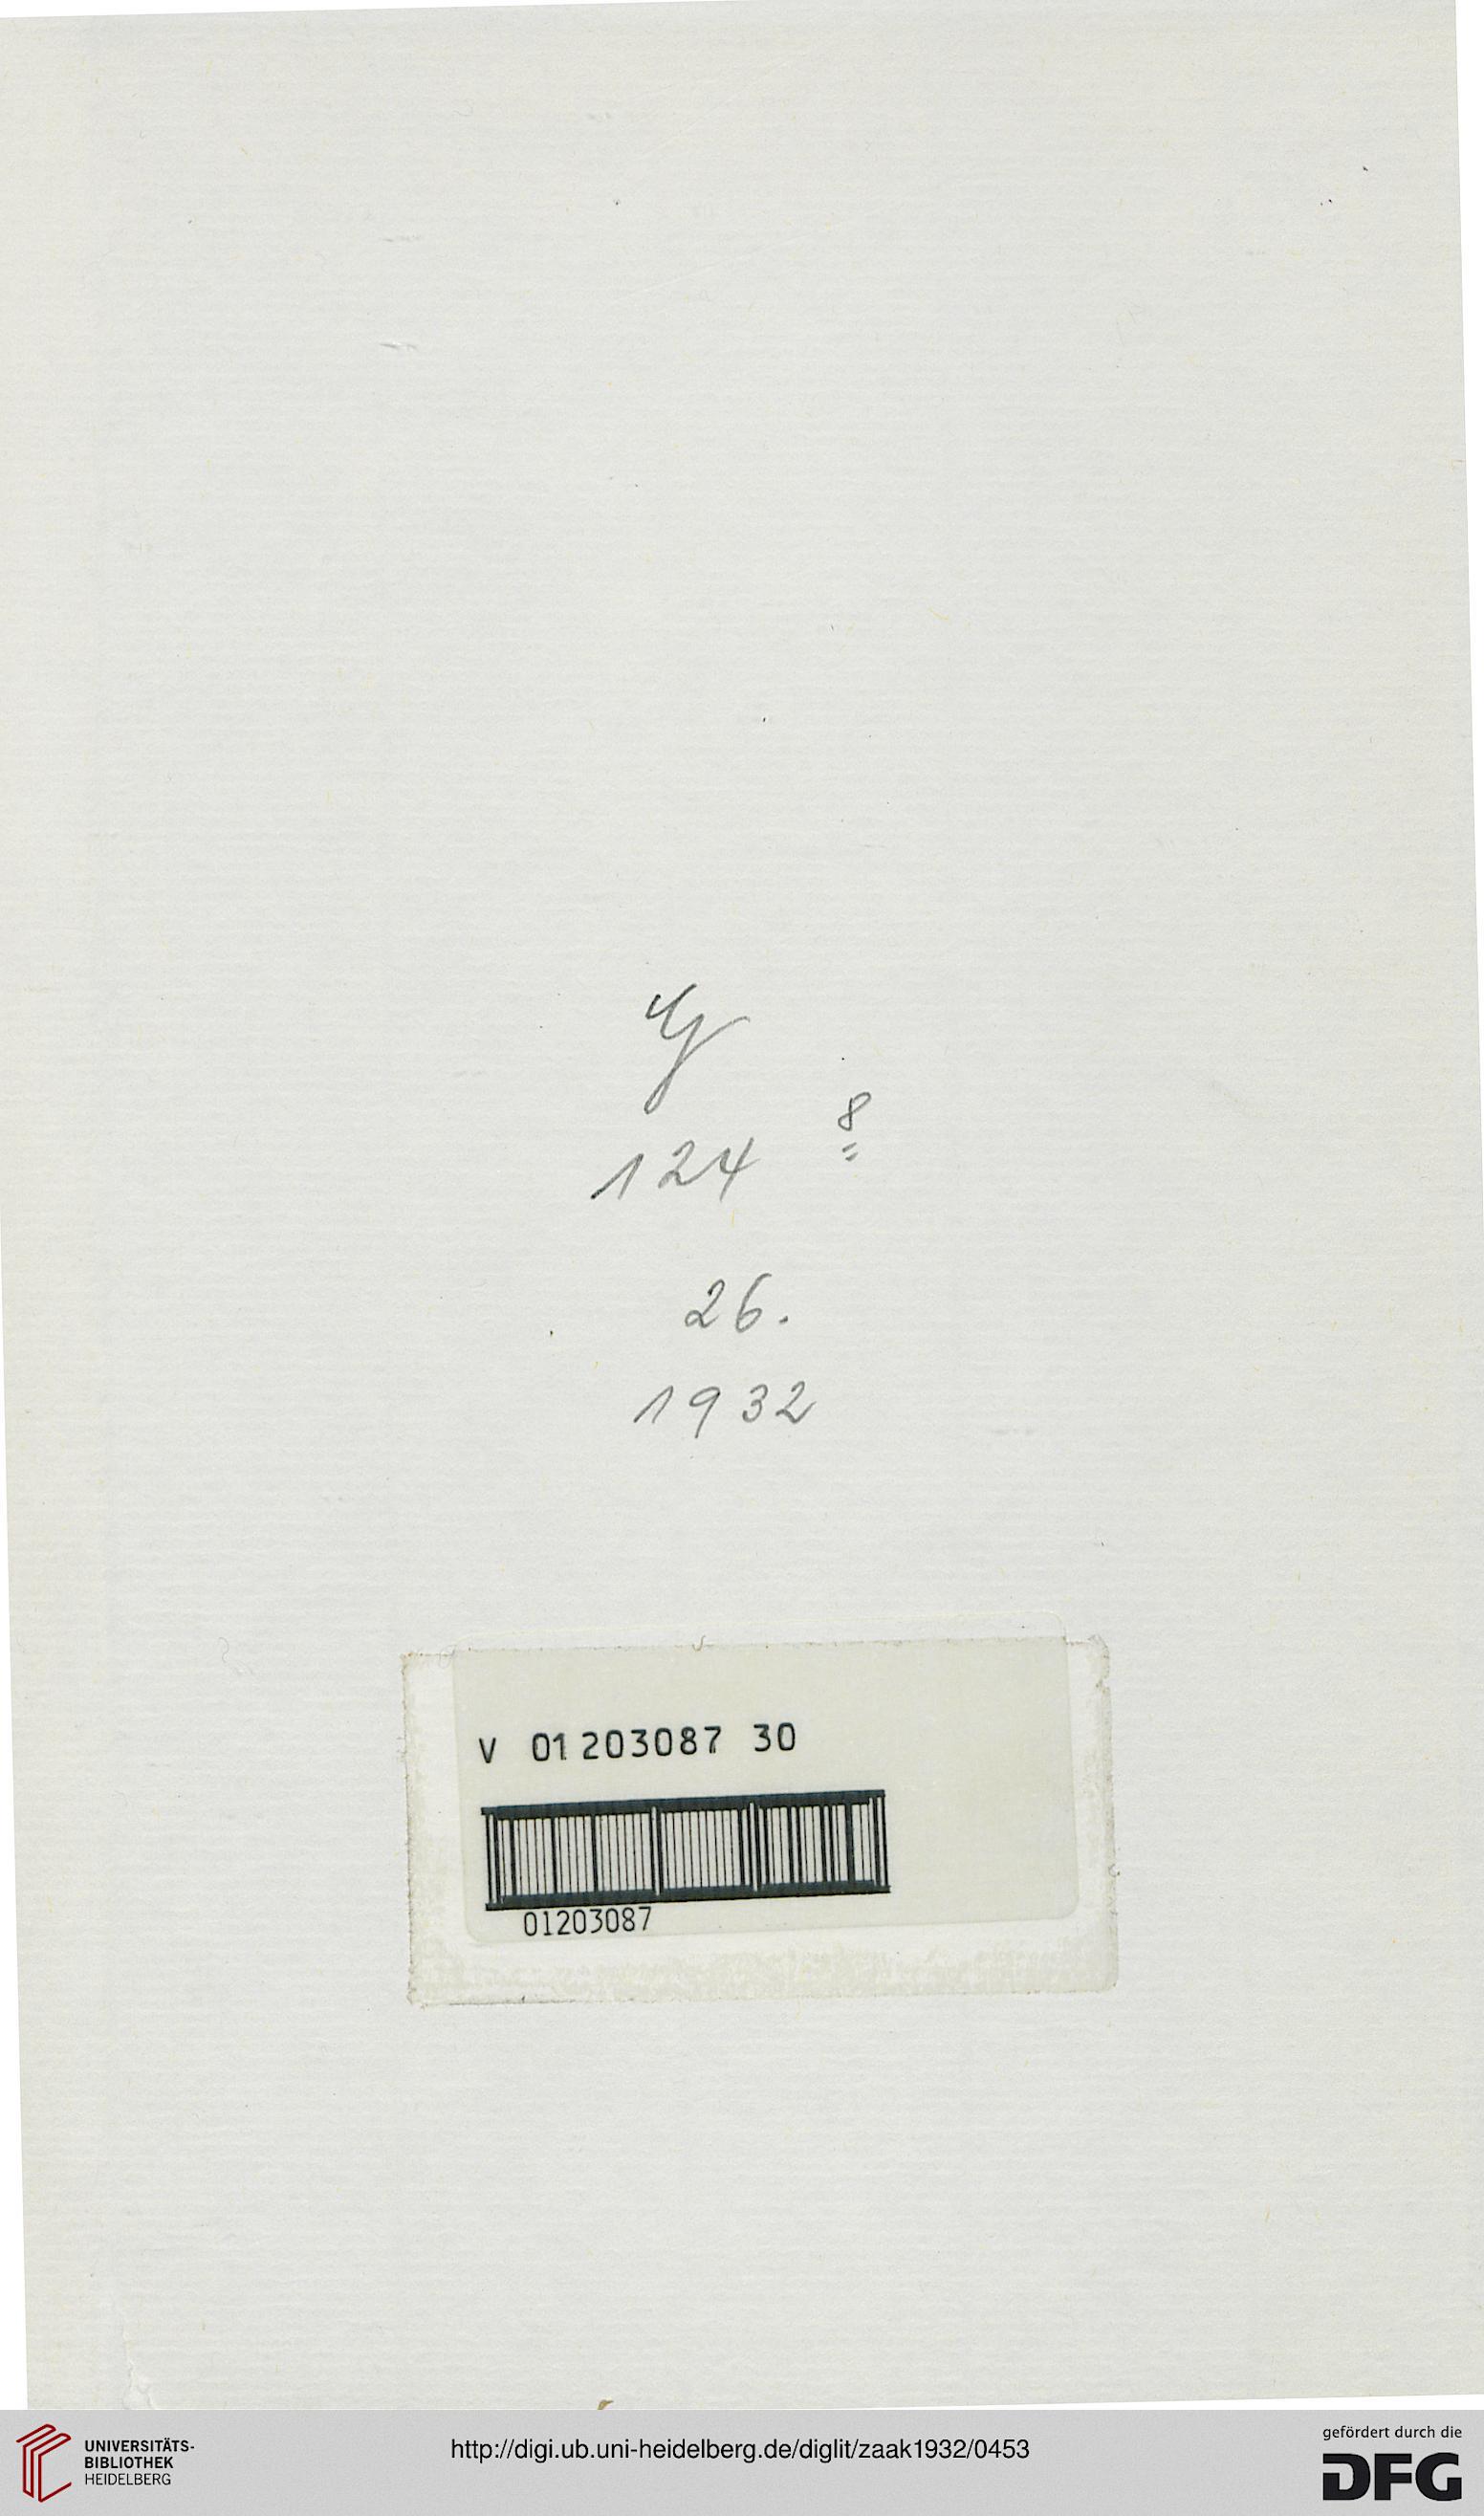 124 8
26.
1932
V 01203087 30
01203087
UNIVERSITÄTS-
BIBLIOTHEK
HEIDELBERG
http://digi.ub.uni-heidelberg.de/diglit/zaak1932/0453
gefördert durch die
DFG